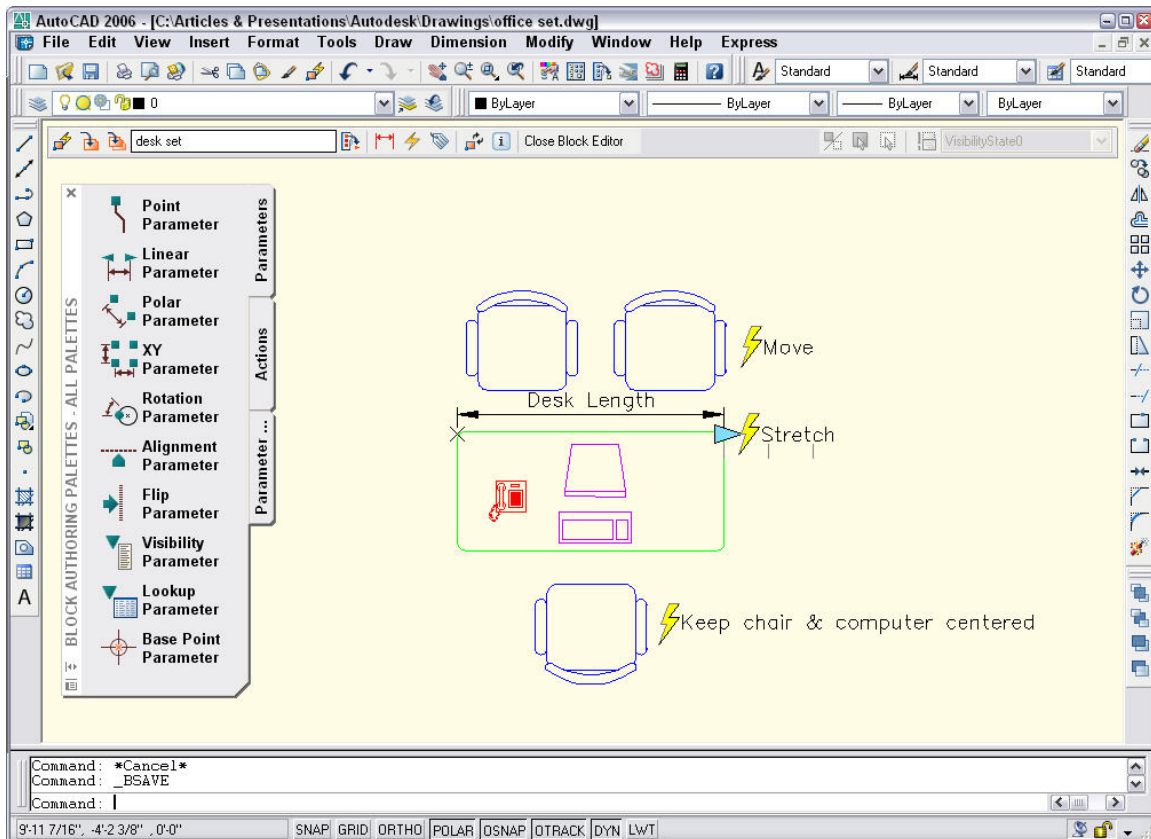 AutoCAD 2006 - [C:\Articles & Presentations\Autodesk\Drawings\office set.dwg]
File Edit View Insert Format Tools Draw Dimension Modify Window Help Express
Standard Standard Standard
0 ByLayer ByLayer ByLayer ByLayer
desk set Close Block Editor VisibilityState0
BLOCK AUTHORING PALETTES - ALL PALETTES
Point
Parameter
Linear
Parameter
Polar
Parameter
XY
Parameter
Rotation
Parameter
Alignment
Parameter
Flip
Parameter
Visibility
Parameter
Lookup
Parameter
Base Point
Parameter
Parameters
Actions
Parameter ...
Move
Desk Length
Stretch
Keep chair & computer centered
A
Command: *Cancel*
Command: _BSAVE
Command:
9'-11 7/16", -4'-2 3/8" , 0'-0" SNAP GRID ORTHO POLAR OSNAP OTRACK DYN LWT